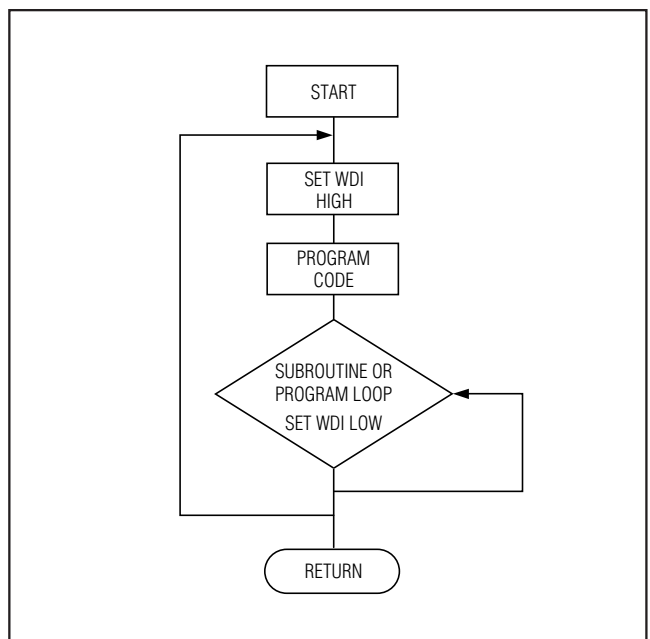 START
SET WDI
HIGH
PROGRAM
CODE
SUBROUTINE OR
PROGRAM LOOP
SET WDI LOW
RETURN